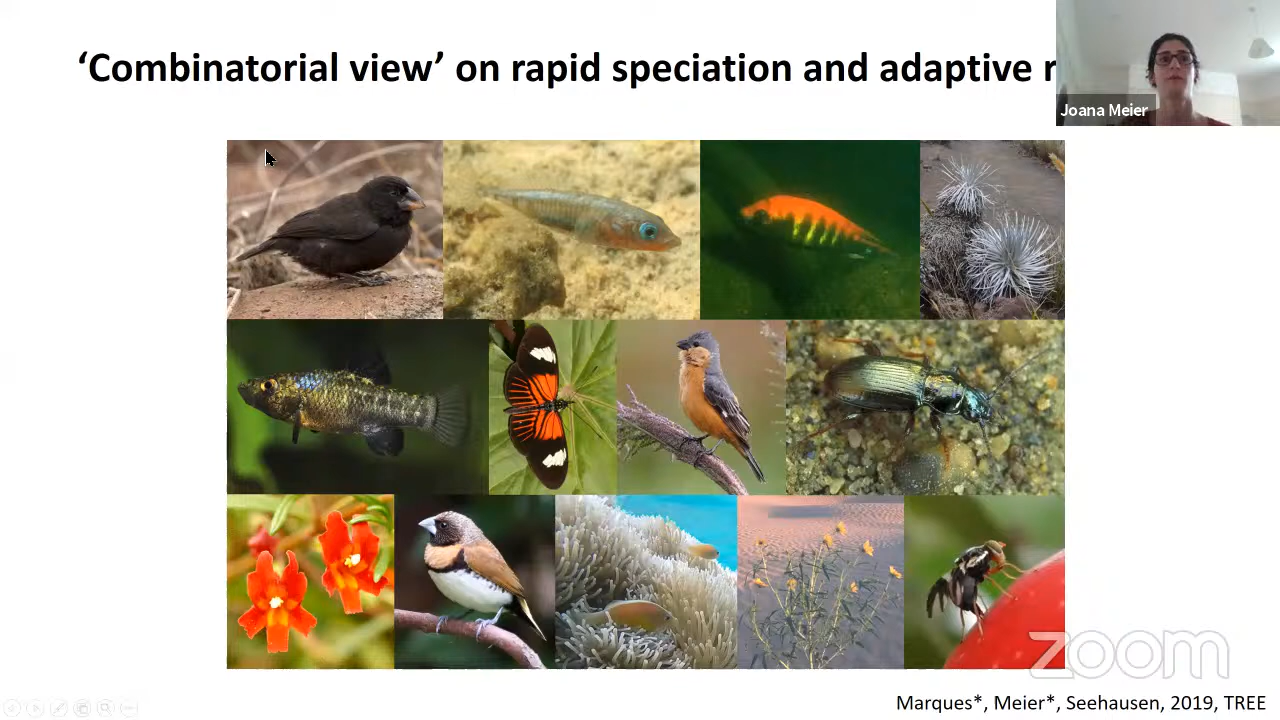 ‘Combinatorial view’ on rapid speciation and adaptive r
Joana Meier
zoom
Marques*, Meier*, Seehausen, 2019, TREE